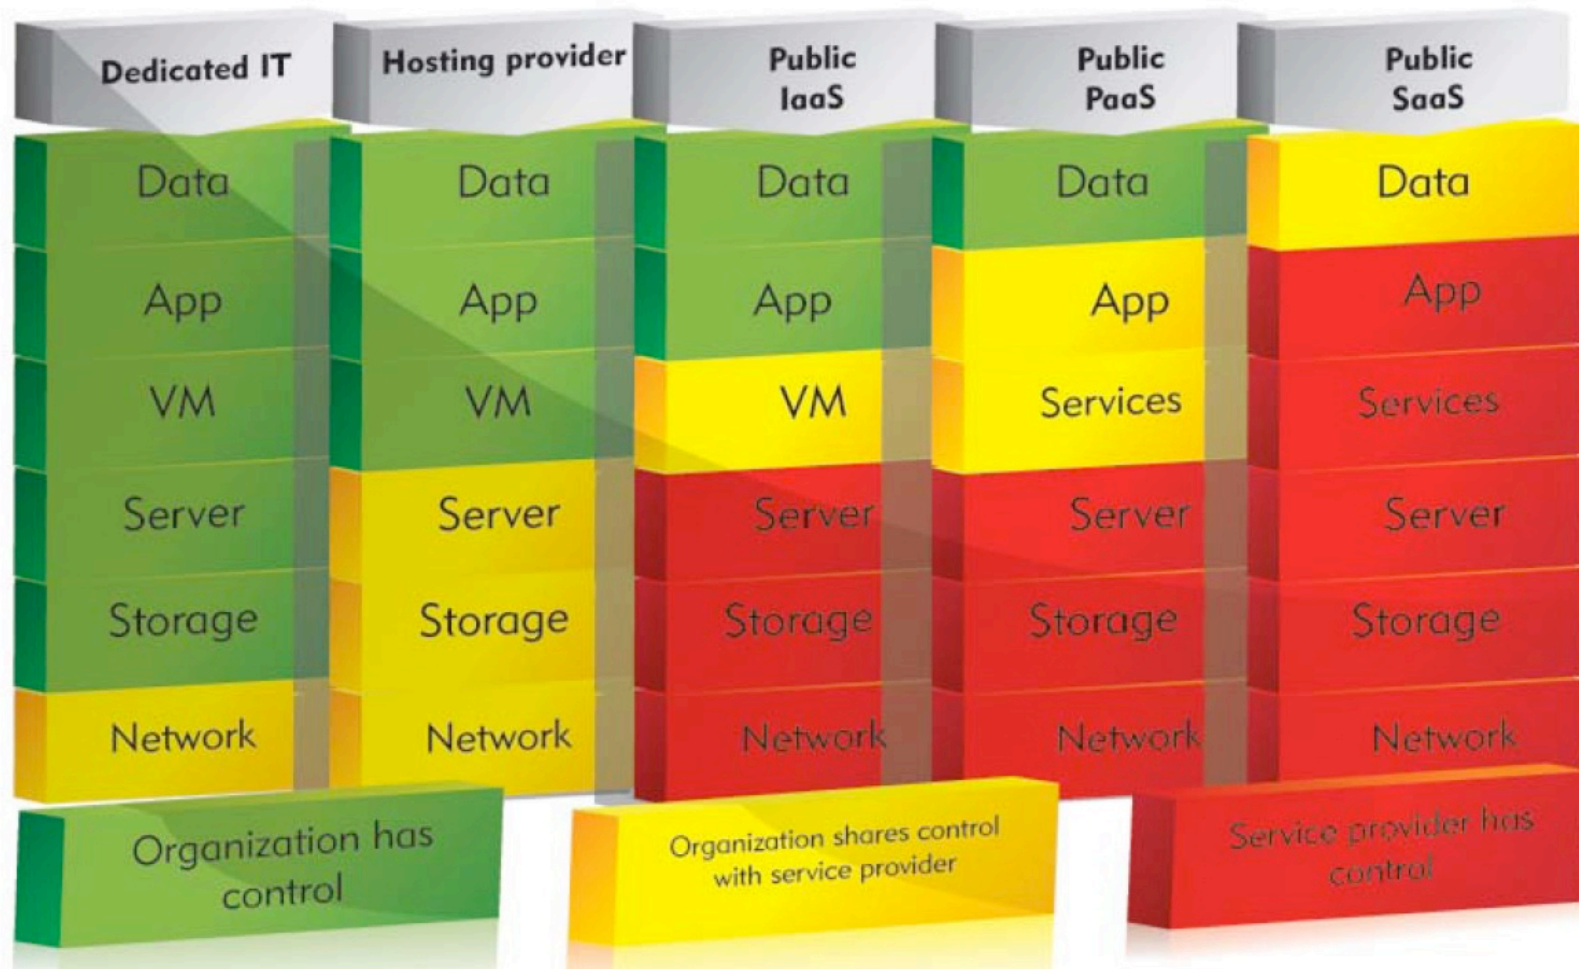 Dedicated IT
Hosting provider
Public
IaaS
Public
PaaS
Public
SaaS
Data
Data
Data
Data
Data
App
App
App
App
App
VM
VM
VM
Services
Services
Server
Server
Server
Server
Server
Storage
Storage
Storage
Storage
Storage
Network
Network
Network
Network
Network
Organization has
control
Organization shares control
with service provider
Service provider has
control